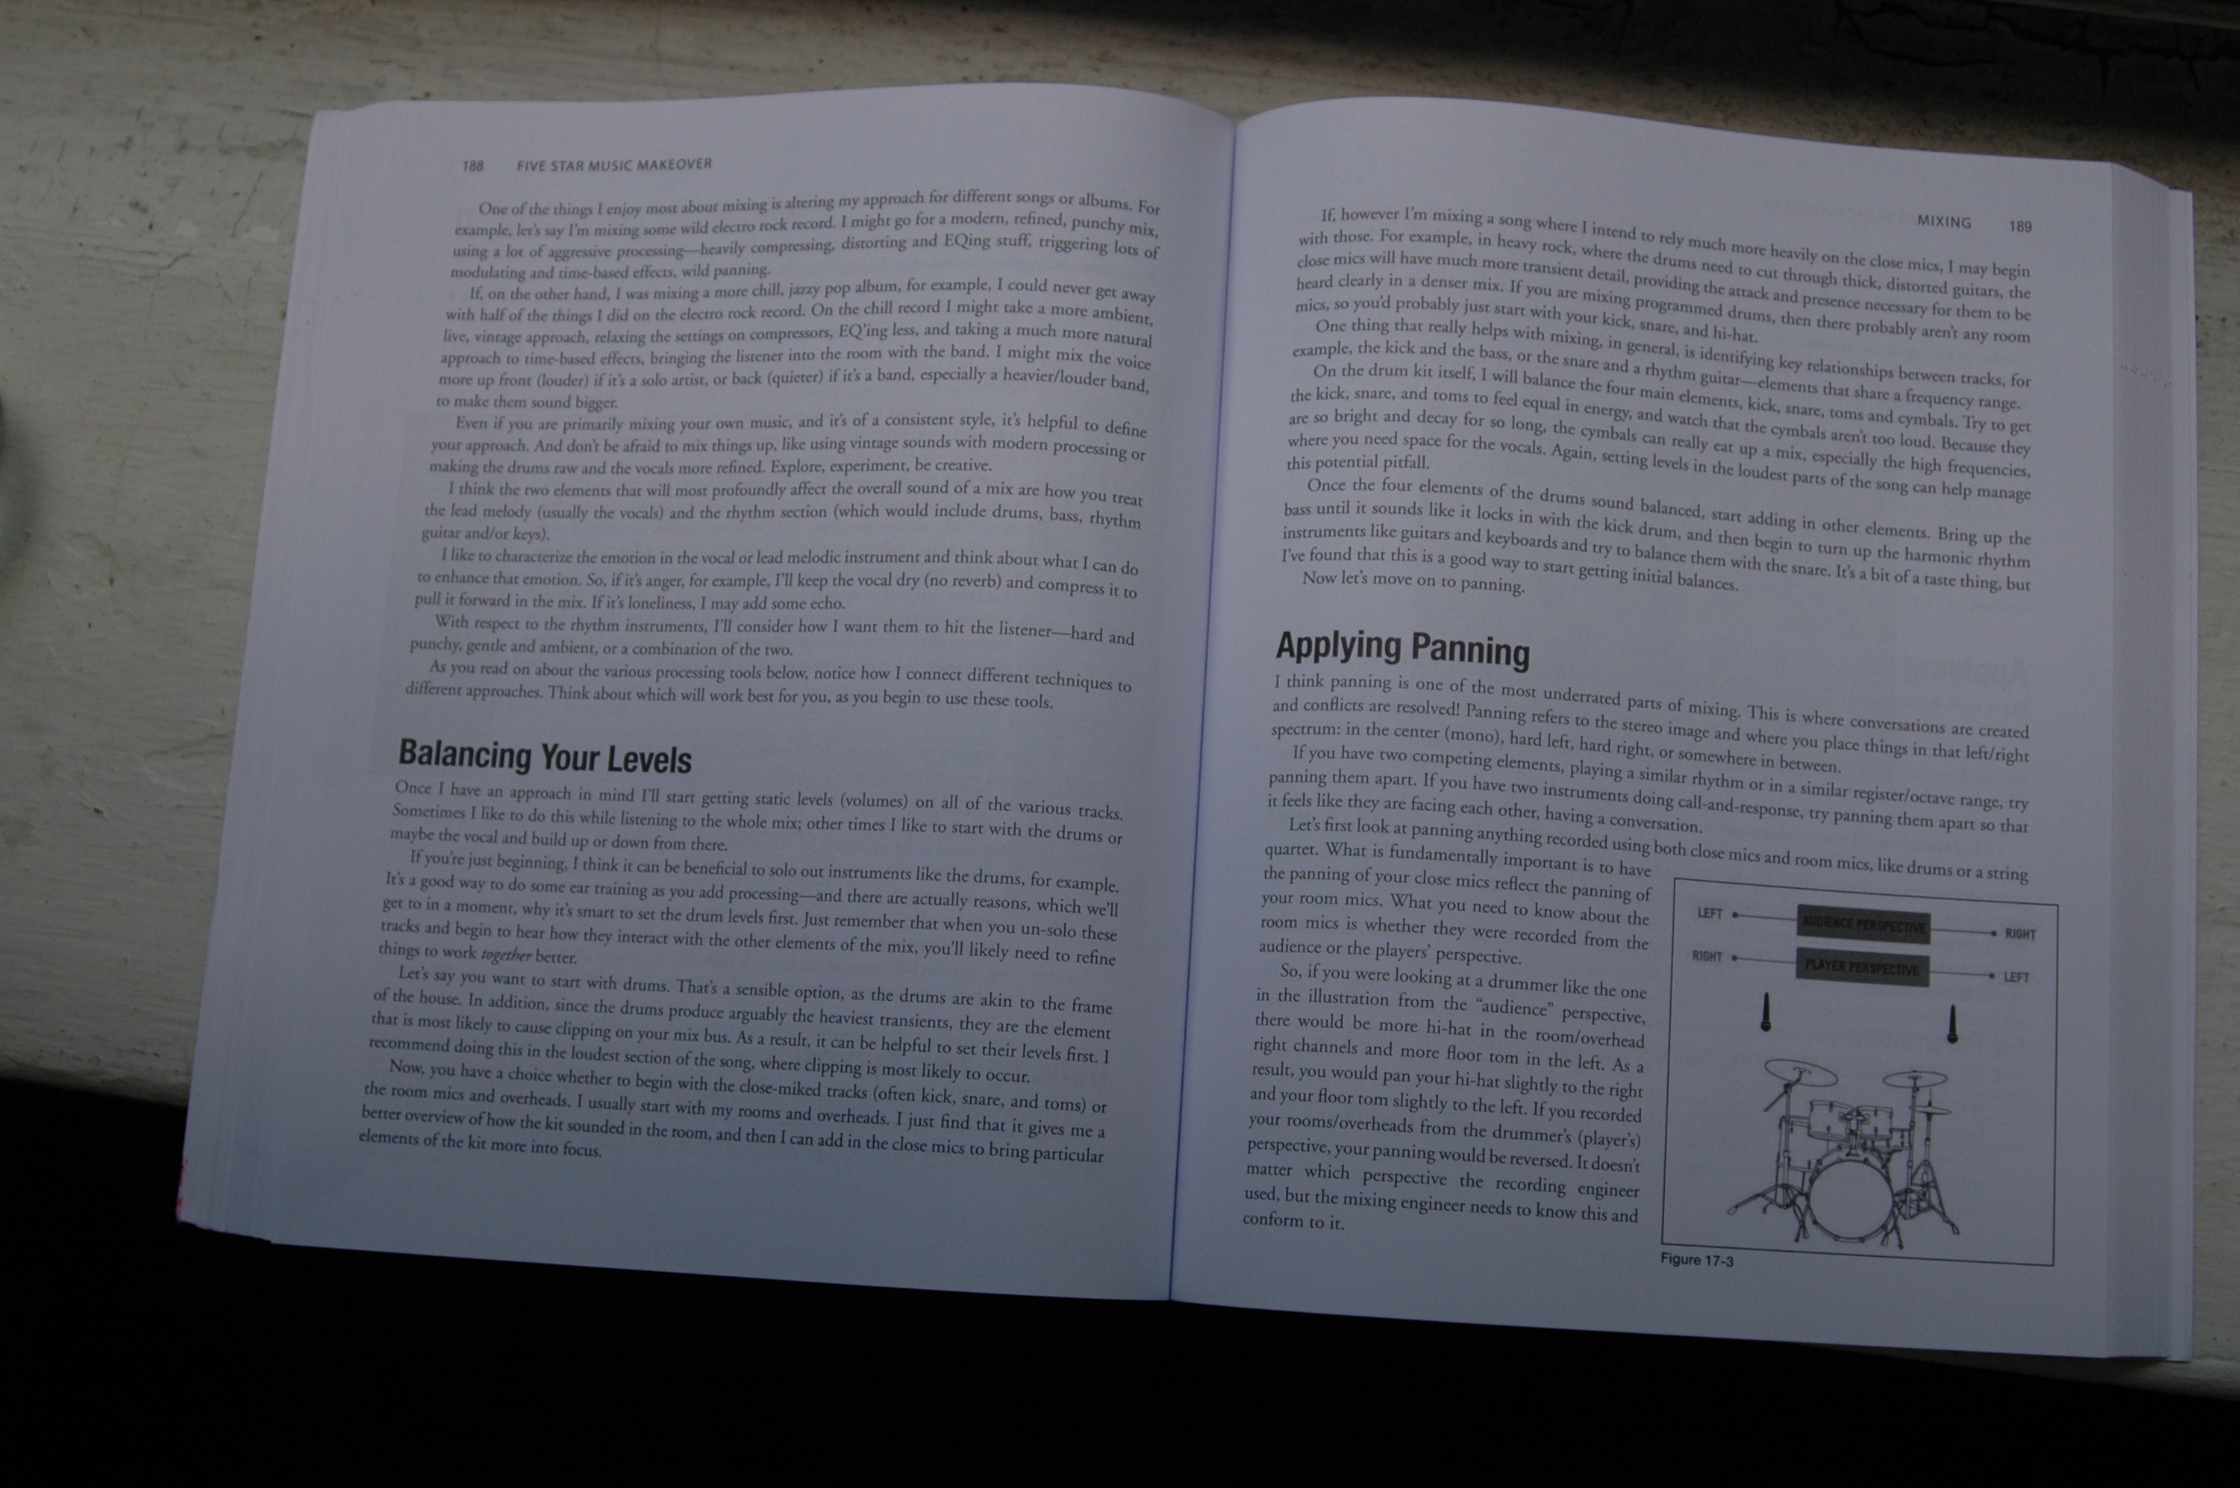 188 FIVE STAR MUSIC MAKEOVER
One of the things I enjoy most about mixing is altering my approach for different songs or albums. For
example, let's say I'm mixing some wild electro rock record. I might go for a modern, refined, punchy mix,
using a lot of aggressive processing—heavily compressing, distorting and EQing stuff, triggering lots of
modulating and time-based effects, wild panning.
If, on the other hand, I was mixing a more chill, jazzy pop album, for example, I could never get away
with half of the things I did on the electro rock record. On the chill record I might take a more ambient,
live, vintage approach, relaxing the settings on compressors, EQ'ing less, and taking a much more natural
approach to time-based effects, bringing the listener into the room with the band. I might mix the voice
more up front (louder) if it's a solo artist, or back (quieter) if it's a band, especially a heavier/louder band,
to make them sound bigger.
Even if you are primarily mixing your own music, and it's of a consistent style, it's helpful to define
your approach. And don't be afraid to mix things up, like using vintage sounds with modern processing or
making the drums raw and the vocals more refined. Explore, experiment, be creative.
I think the two elements that will most profoundly affect the overall sound of a mix are how you treat
the lead melody (usually the vocals) and the rhythm section (which would include drums, bass, rhythm
guitar and/or keys).
I like to characterize the emotion in the vocal or lead melodic instrument and think about what I can do
to enhance that emotion. So, if it's anger, for example, I'll keep the vocal dry (no reverb) and compress it to
pull it forward in the mix. If it's loneliness, I may add some echo.
With respect to the rhythm instruments, I'll consider how I want them to hit the listener—hard and
punchy, gentle and ambient, or a combination of the two.
As you read on about the various processing tools below, notice how I connect different techniques to
different approaches. Think about which will work best for you, as you begin to use these tools.
Balancing Your Levels
Once I have an approach in mind I'll start getting static levels (volumes) on all of the various tracks.
Sometimes I like to do this while listening to the whole mix; other times I like to start with the drums or
maybe the vocal and build up or down from there.
If you're just beginning, I think it can be beneficial to solo out instruments like the drums, for example.
It's a good way to do some ear training as you add processing—and there are actually reasons, which we'll
get to in a moment, why it's smart to set the drum levels first. Just remember that when you un-solo these
tracks and begin to hear how they interact with the other elements of the mix, you'll likely need to refine
things to work together better.
Let's say you want to start with drums. That's a sensible option, as the drums are akin to the frame
of the house. In addition, since the drums produce arguably the heaviest transients, they are the element
that is most likely to cause clipping on your mix bus. As a result, it can be helpful to set their levels first. I
recommend doing this in the loudest section of the song, where clipping is most likely to occur.
Now, you have a choice whether to begin with the close-miked tracks (often kick, snare, and toms) or
the room mics and overheads. I usually start with my rooms and overheads. I just find that it gives me a
better overview of how the kit sounded in the room, and then I can add in the close mics to bring particular
elements of the kit more into focus.
MIXING 189
If, however I'm mixing a song where I intend to rely much more heavily on the close mics, I may begin
with those. For example, in heavy rock, where the drums need to cut through thick, distorted guitars, the
close mics will have much more transient detail, providing the attack and presence necessary for them to be
heard clearly in a denser mix. If you are mixing programmed drums, then there probably aren't any room
mics, so you'd probably just start with your kick, snare, and hi-hat.
One thing that really helps with mixing, in general, is identifying key relationships between tracks, for
example, the kick and the bass, or the snare and a rhythm guitar—elements that share a frequency range.
On the drum kit itself, I will balance the four main elements, kick, snare, toms and cymbals. Try to get
the kick, snare, and toms to feel equal in energy, and watch that the cymbals aren't too loud. Because they
are so bright and decay for so long, the cymbals can really eat up a mix, especially the high frequencies,
where you need space for the vocals. Again, setting levels in the loudest parts of the song can help manage
this potential pitfall.
Once the four elements of the drums sound balanced, start adding in other elements. Bring up the
bass until it sounds like it locks in with the kick drum, and then begin to turn up the harmonic rhythm
instruments like guitars and keyboards and try to balance them with the snare. It's a bit of a taste thing, but
I've found that this is a good way to start getting initial balances.
Now let's move on to panning.
Applying Panning
I think panning is one of the most underrated parts of mixing. This is where conversations are created
and conflicts are resolved! Panning refers to the stereo image and where you place things in that left/right
spectrum: in the center (mono), hard left, hard right, or somewhere in between.
If you have two competing elements, playing a similar rhythm or in a similar register/octave range, try
panning them apart. If you have two instruments doing call-and-response, try panning them apart so that
it feels like they are facing each other, having a conversation.
Let's first look at panning anything recorded using both close mics and room mics, like drums or a string
quartet. What is fundamentally important is to have
the panning of your close mics reflect the panning of
your room mics. What you need to know about the
room mics is whether they were recorded from the
audience or the players' perspective.
So, if you were looking at a drummer like the one
in the illustration from the "audience" perspective,
there would be more hi-hat in the room/overhead
right channels and more floor tom in the left. As a
result, you would pan your hi-hat slightly to the right
and your floor tom slightly to the left. If you recorded
your rooms/overheads from the drummer's (player's)
perspective, your panning would be reversed. It doesn't
matter which perspective the recording engineer
used, but the mixing engineer needs to know this and
conform to it.
LEFT AUDIENCE PERSPECTIVE RIGHT
RIGHT PLAYER PERSPECTIVE LEFT
Figure 17-3